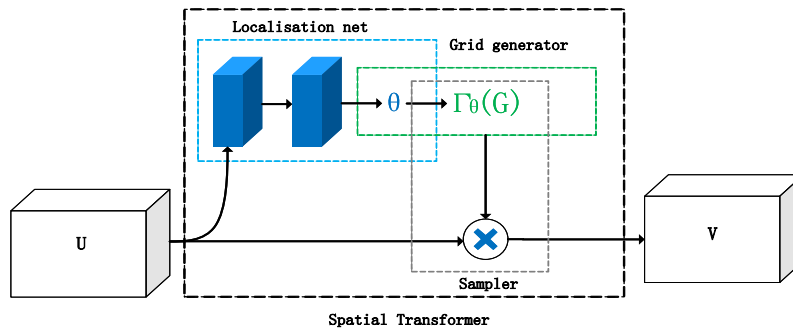 Localisation net
Grid generator
θ
Γθ(G)
U
V
Sampler
Spatial Transformer